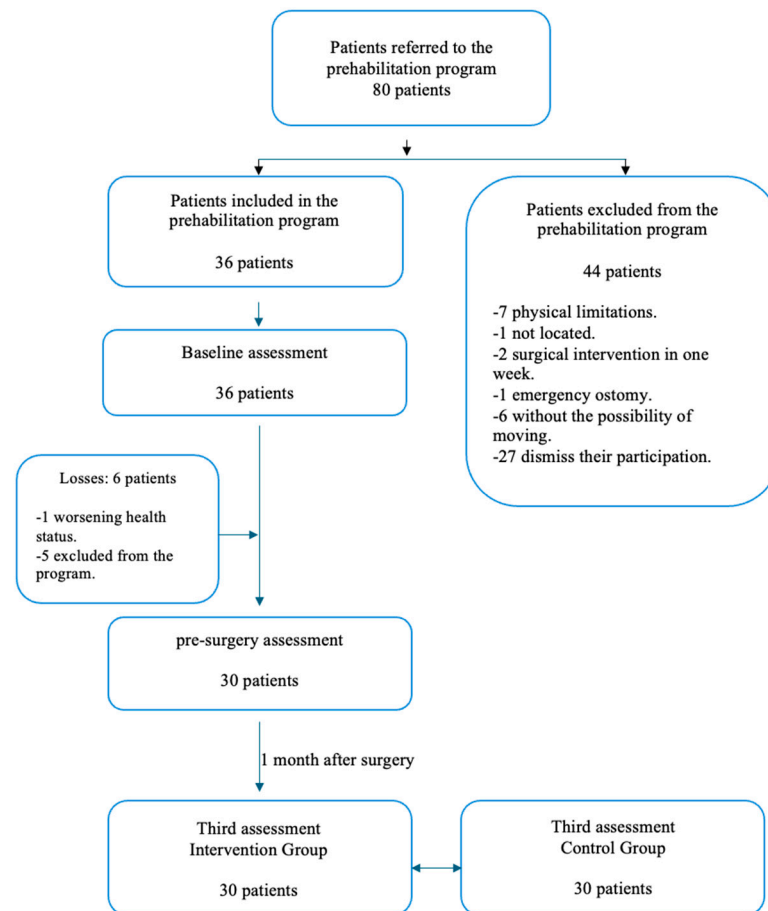 Patients referred to the
prehabilitation program
80 patients
Patients included in the
prehabilitation program
36 patients
Patients excluded from the
prehabilitation program
44 patients
-7 physical limitations.
-1 not located.
-2 surgical intervention in one
week.
-1 emergency ostomy.
-6 without the possibility of
moving.
-27 dismiss their participation.
Baseline assessment
36 patients
Losses: 6 patients
-1 worsening health
status.
-5 excluded from the
program.
pre-surgery assessment
30 patients
1 month after surgery
Third assessment
Intervention Group
30 patients
Third assessment
Control Group
30 patients